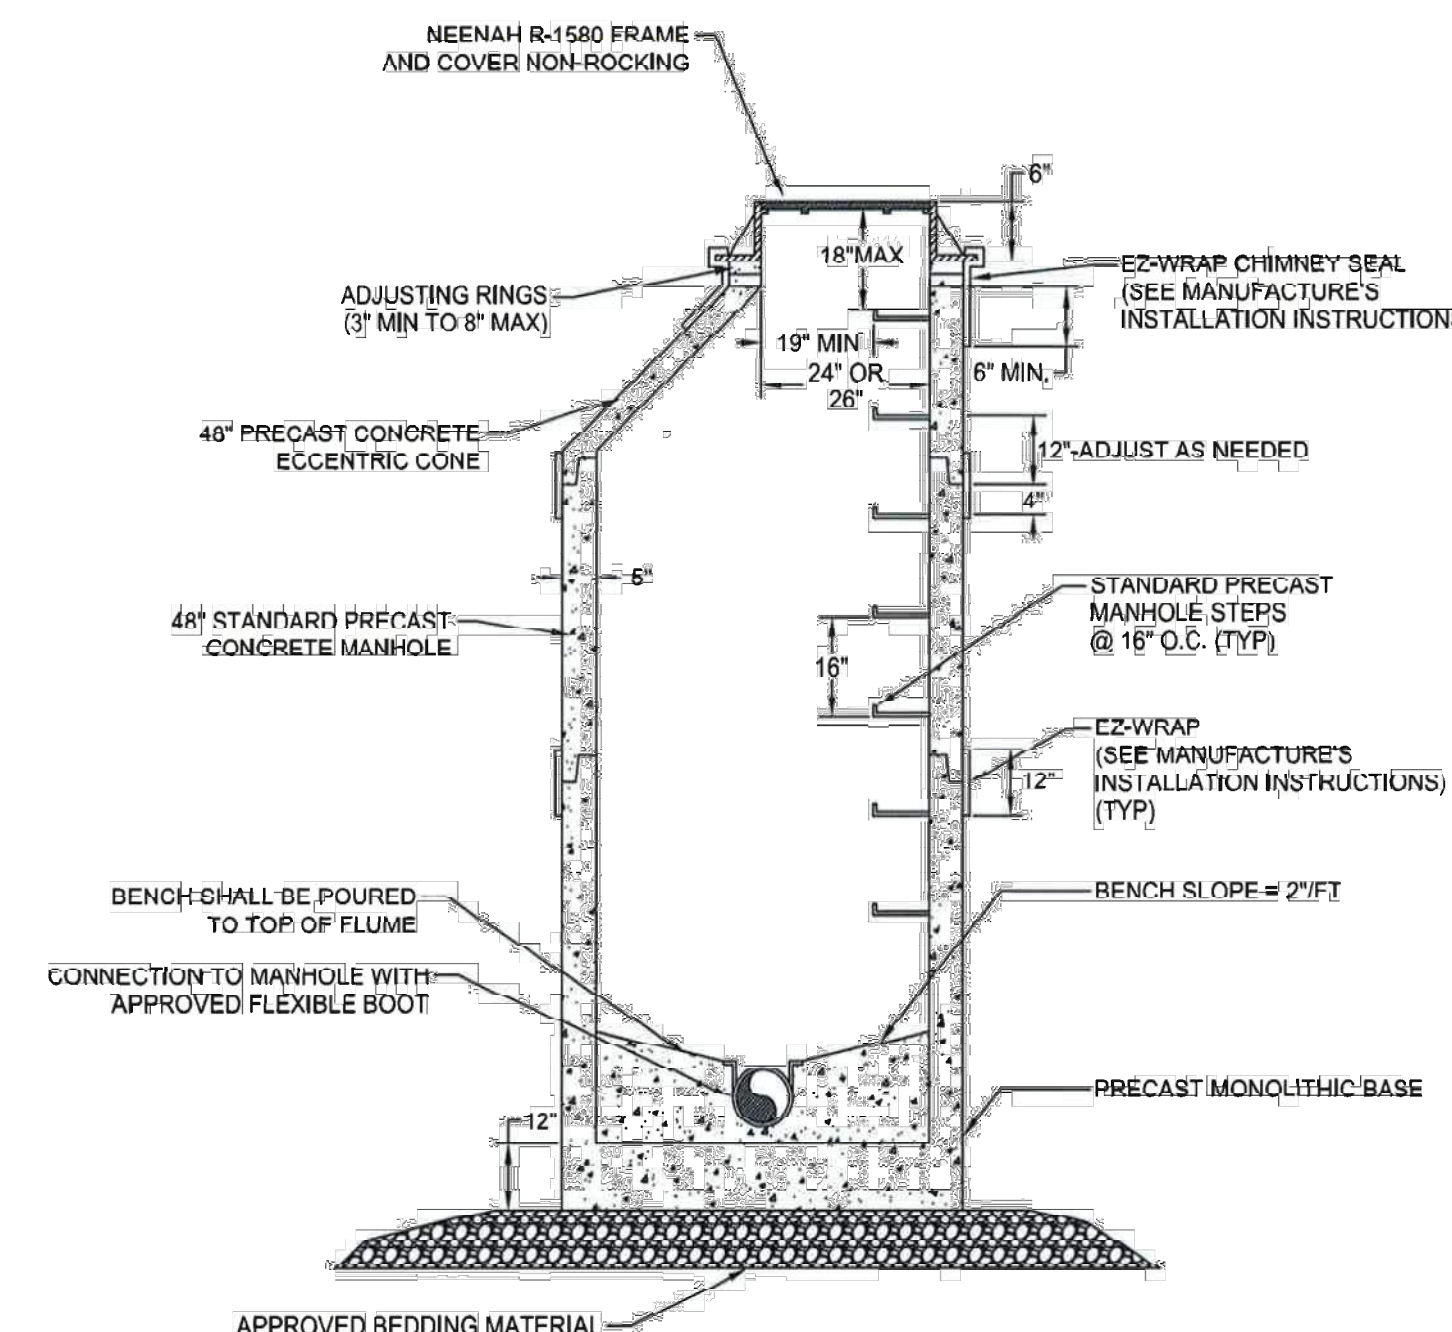 NEENAH R-1580 FRAME
AND COVER NON-ROCKING
6"
18"MAX
EZ-WRAP CHIMNEY SEAL
(SEE MANUFACTURE'S
INSTALLATION INSTRUCTION
ADJUSTING RINGS
(3" MIN TO 8" MAX)
19" MIN
24" OR
26"
6" MIN.
48" PRECAST CONCRETE
ECCENTRIC CONE
12"-ADJUST AS NEEDED
4"
5"
STANDARD PRECAST
MANHOLE STEPS
@ 16" O.C. (TYP)
48" STANDARD PRECAST
CONCRETE MANHOLE
16"
EZ-WRAP
(SEE MANUFACTURE'S
INSTALLATION INSTRUCTIONS)
(TYP)
12"
BENCH SHALL BE POURED
TO TOP OF FLUME
BENCH SLOPE = 2"/FT
CONNECTION TO MANHOLE WITH
APPROVED FLEXIBLE BOOT
PRECAST MONOLITHIC BASE
12"
APPROVED BEDDING MATERIAL